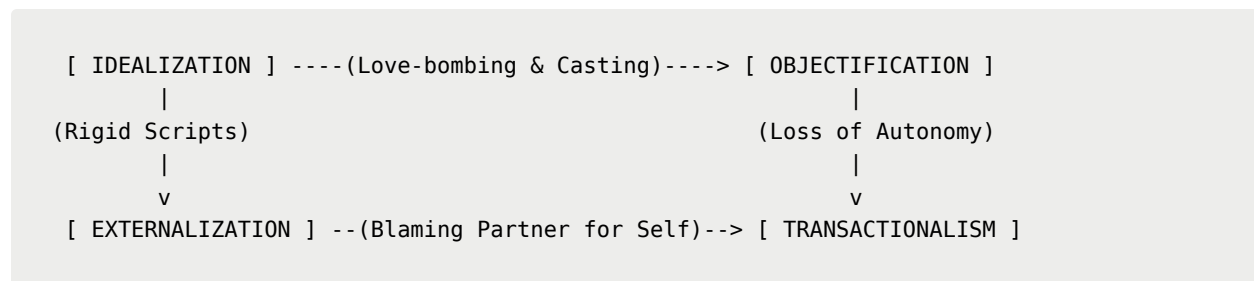 [ IDEALIZATION ] ----(Love-bombing & Casting)----> [ OBJECTIFICATION ]
| |
(Rigid Scripts) (Loss of Autonomy)
| |
v v
[ EXTERNALIZATION ] --(Blaming Partner for Self)--> [ TRANSACTIONALISM ]